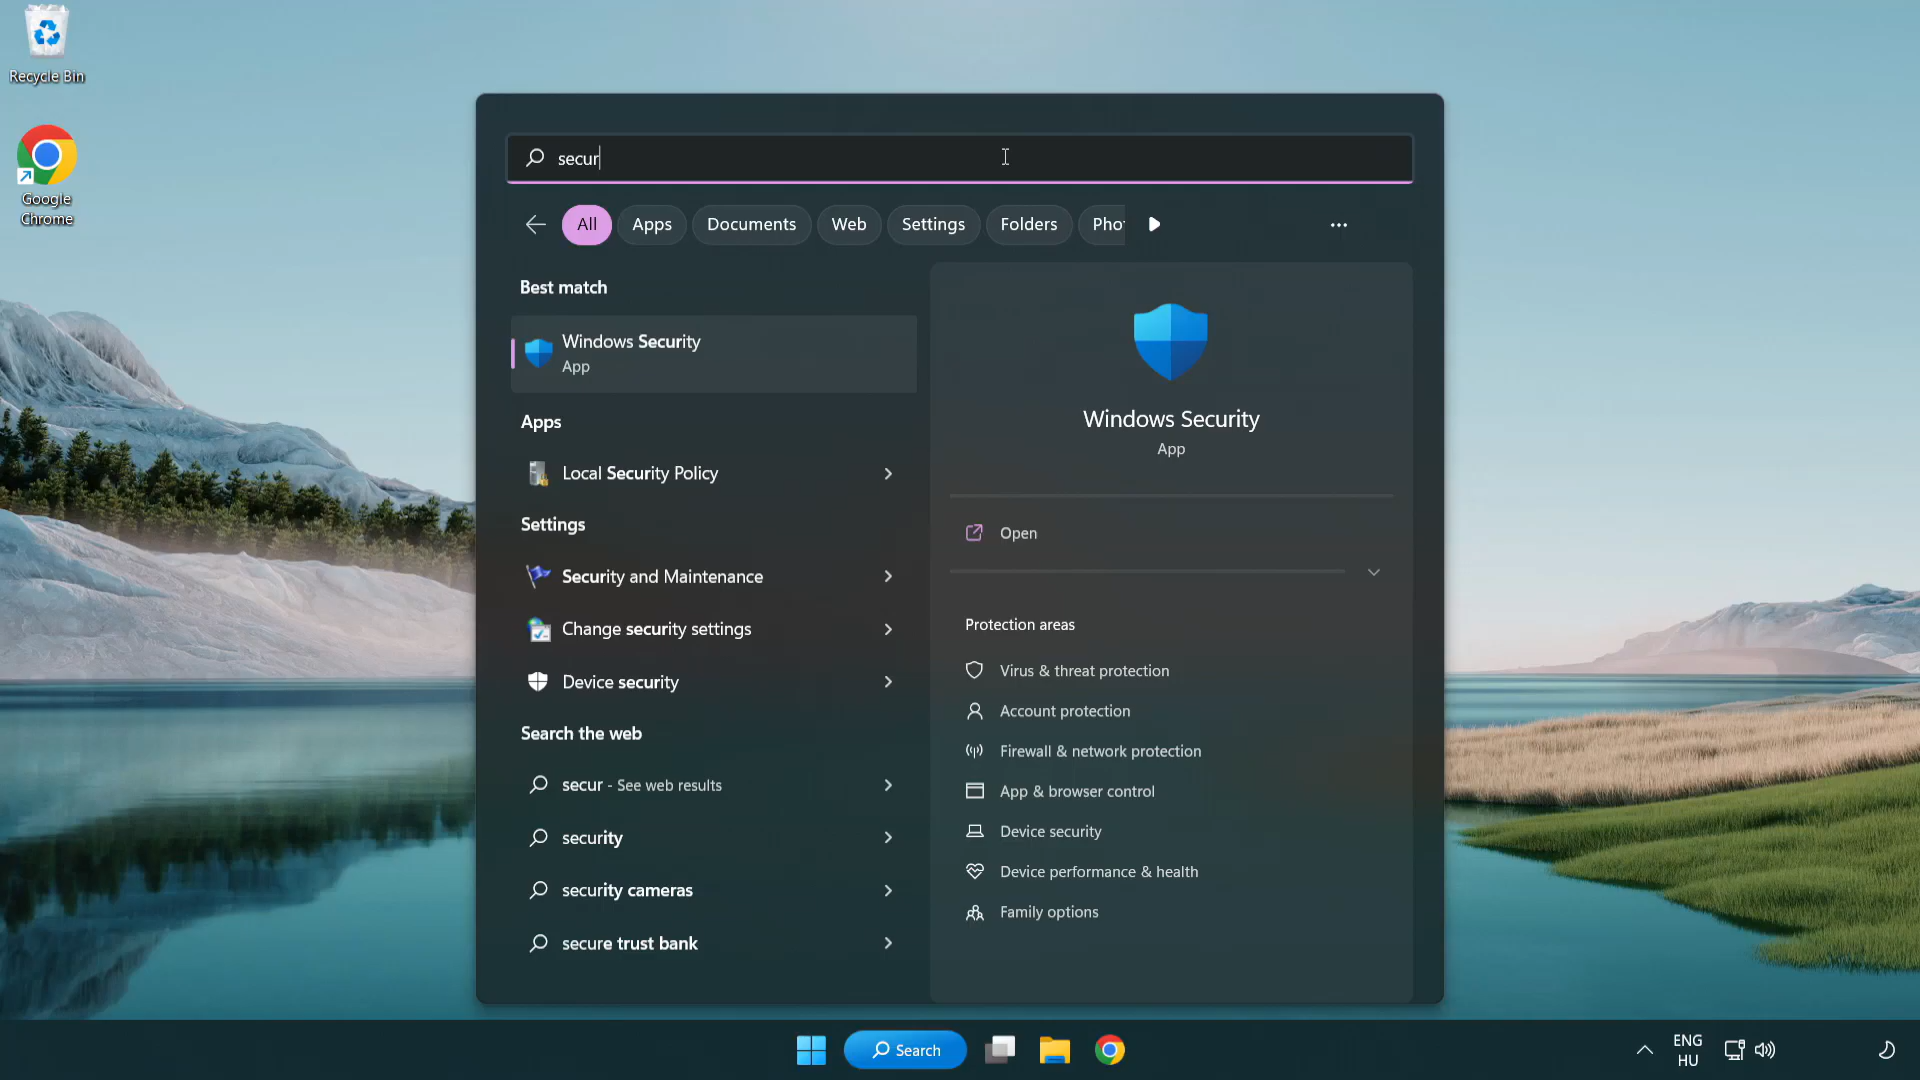 Recycle Bin
Google
Chrome
secur
All
Apps
Documents
Web
Settings
Folders
Pho
Best match
Windows Security
App
Apps
Local Security Policy
Settings
Security and Maintenance
Change security settings
Device security
Search the web
secur - See web results
security
security cameras
secure trust bank
Windows Security
App
Open
Protection areas
Virus & threat protection
Account protection
Firewall & network protection
App & browser control
Device security
Device performance & health
Family options
Search
ENG
HU